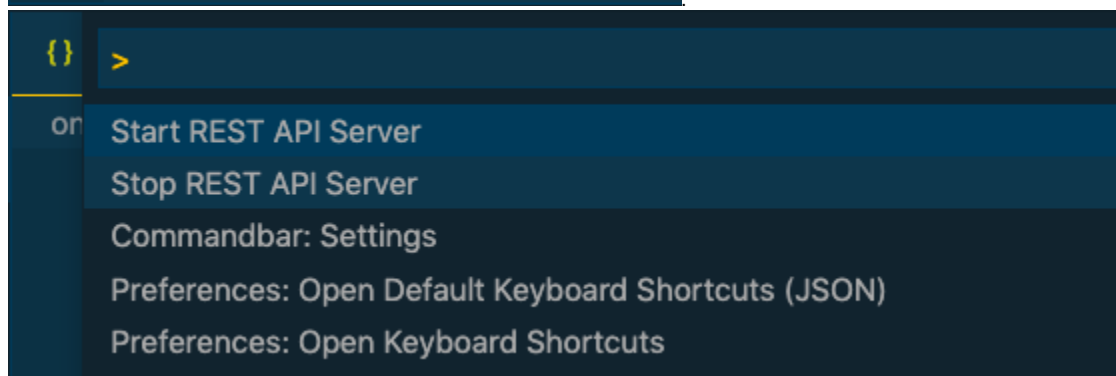 {} >
on
Start REST API Server
Stop REST API Server
Commandbar: Settings
Preferences: Open Default Keyboard Shortcuts (JSON)
Preferences: Open Keyboard Shortcuts